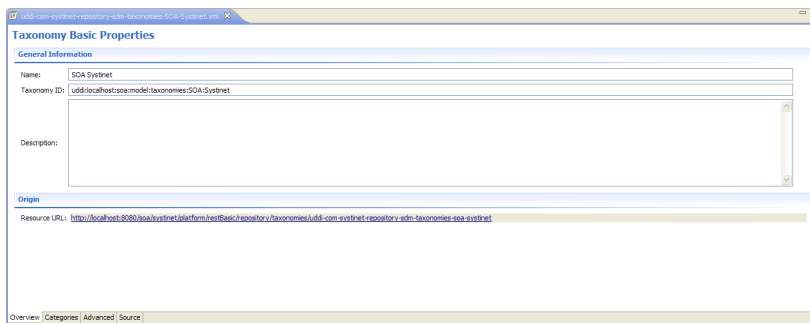 uddi-com-systinet-repository-sdm-taxonomies-SOA-Systinet.xml
Taxonomy Basic Properties
General Information
Name: SOA Systinet
Taxonomy ID: uddi:localhost:soa:model:taxonomies:SOA:Systinet
Description:
Origin
Resource URL: http://localhost:8080/soa/systinet/platform/restBasic/repository/taxonomies/uddi-com-systinet-repository-sdm-taxonomies-soa-systinet
Overview Categories Advanced Source